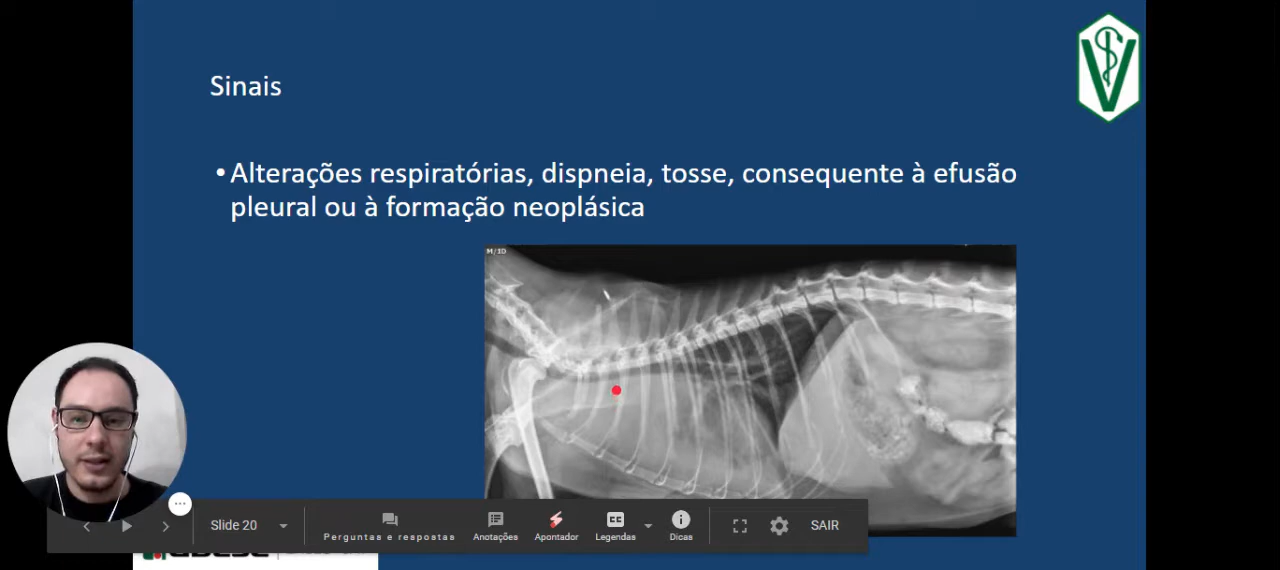 Sinais
• Alterações respiratórias, dispneia, tosse, consequente à efusão
pleural ou à formação neoplásica
M/3D
V
Slide 20
Perguntas e respostas
Anotações
Apontador
CC
Legendas
Dicas
SAIR